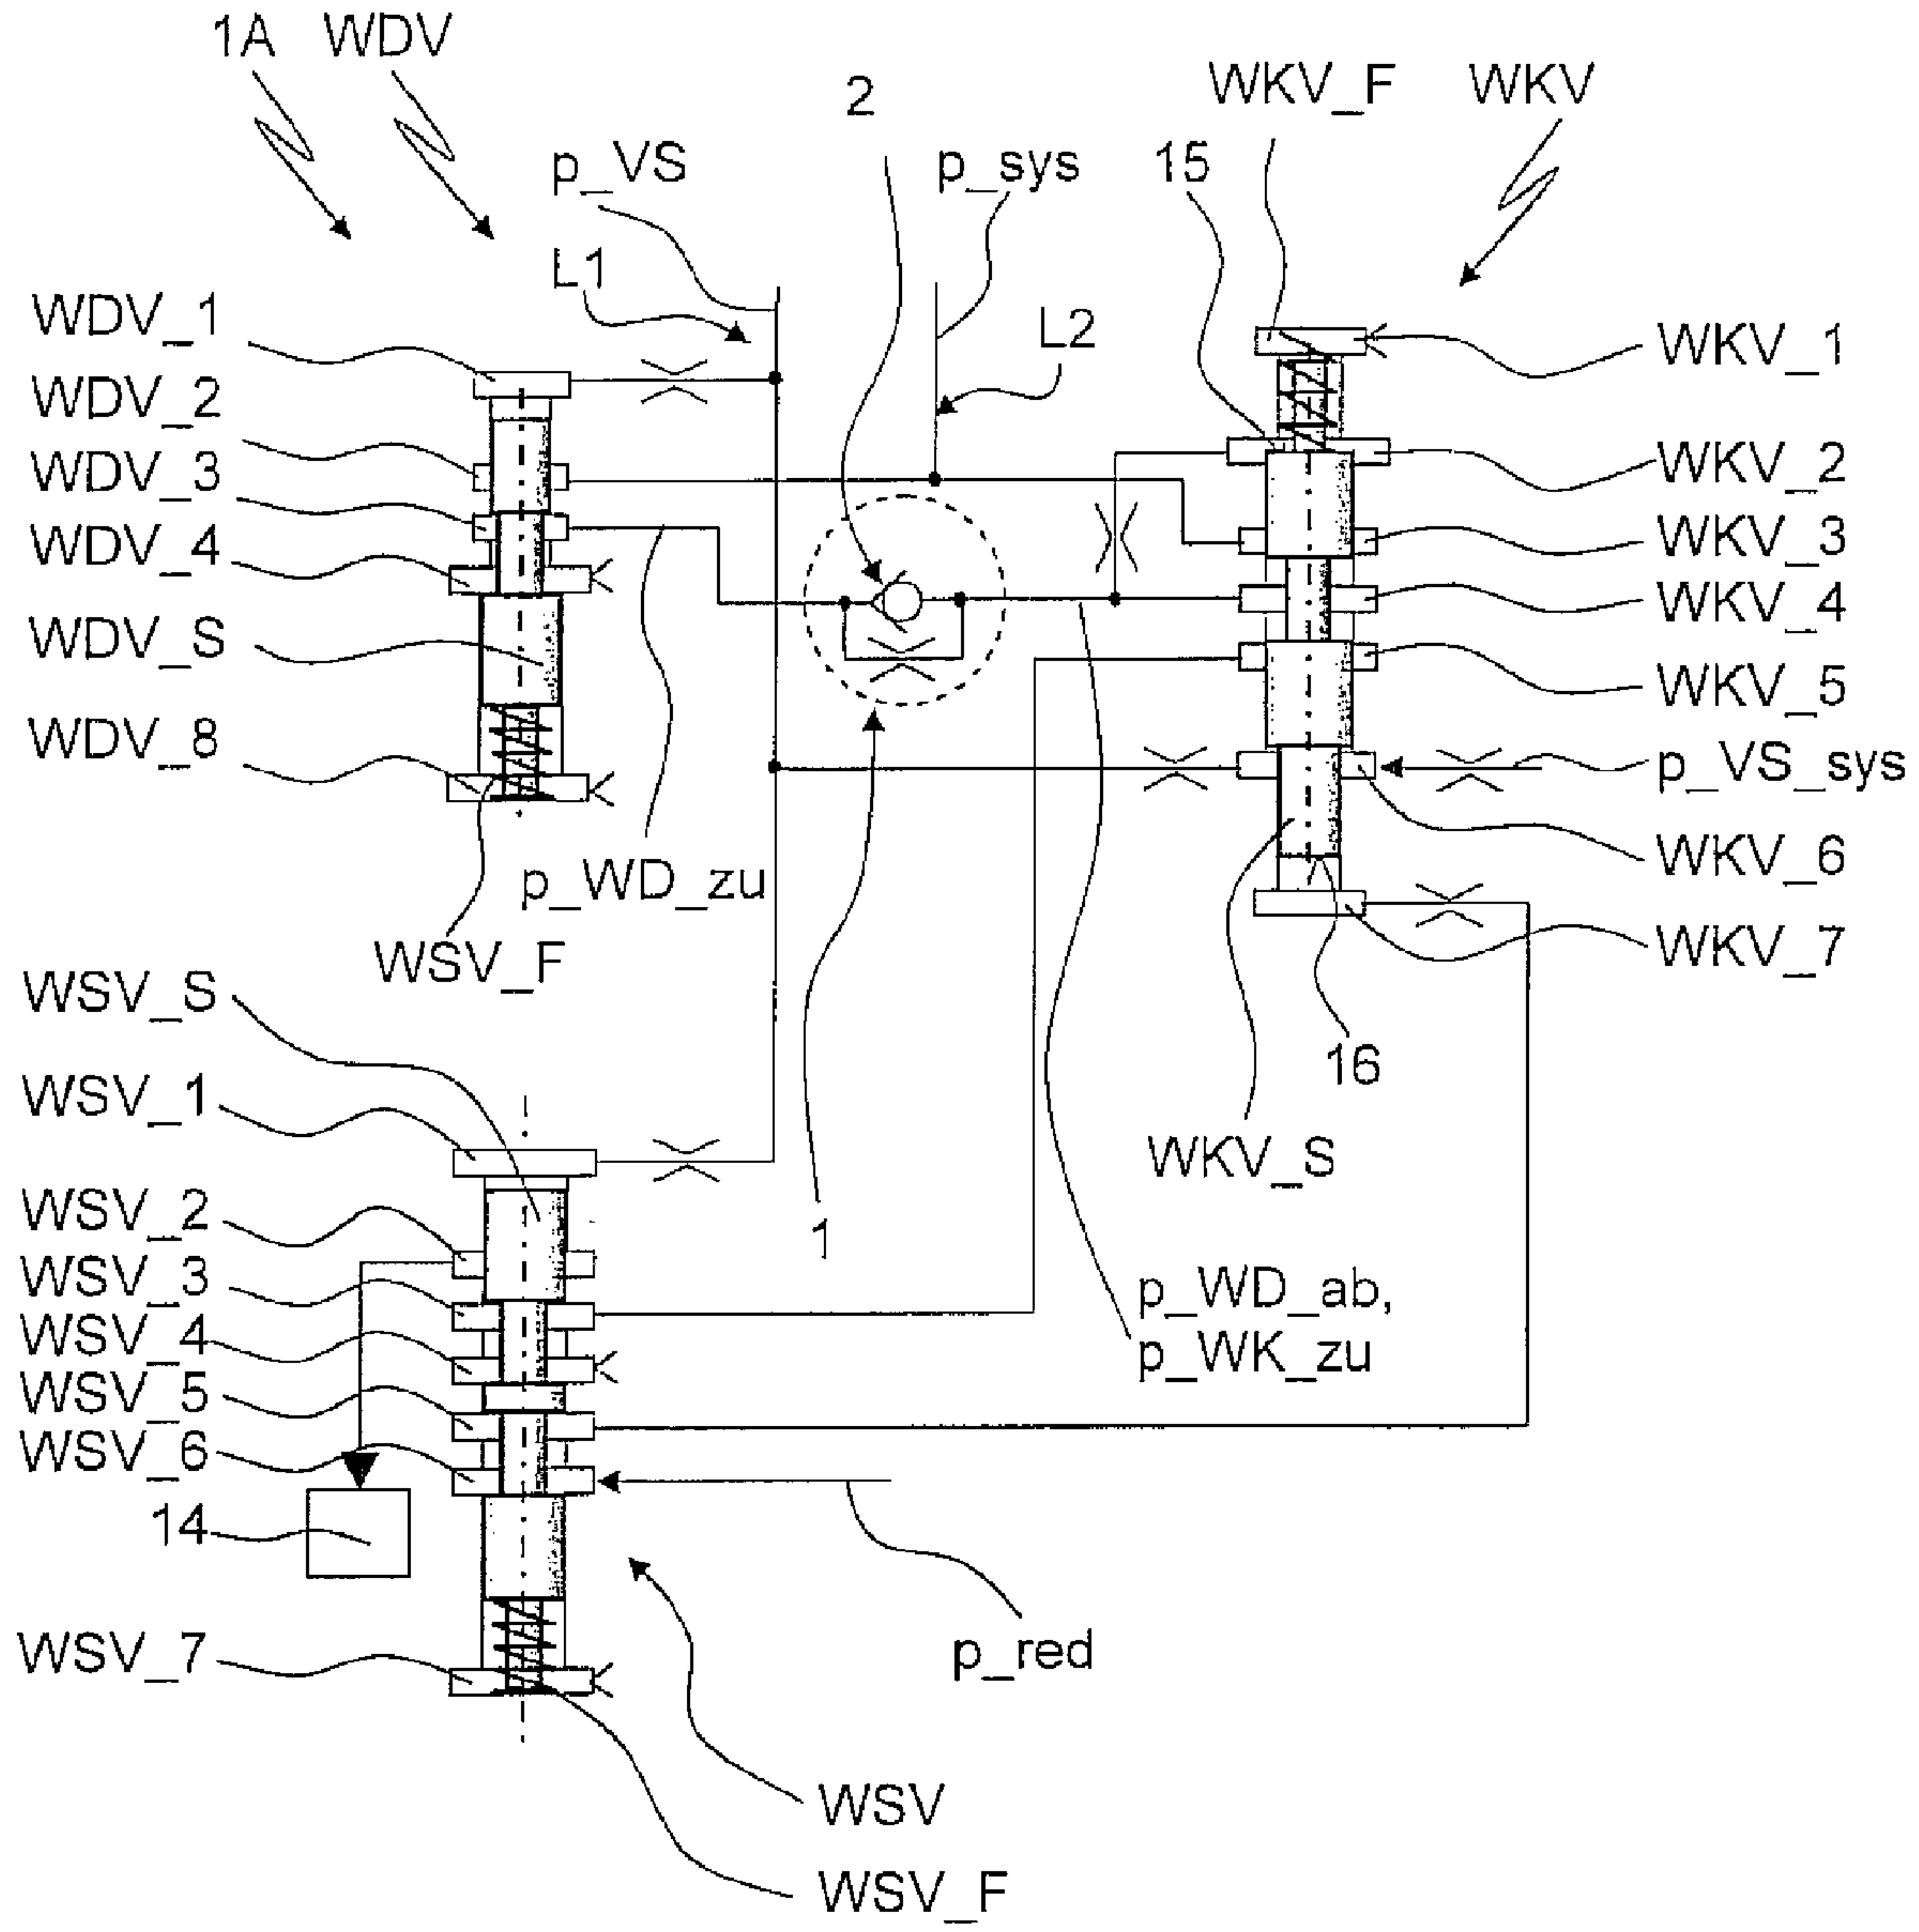 1A WDV
2
WKV_F WKV
p_VS
p_sys
15
L1
WDV_1
L2
WKV_1
WDV_2
WDV_3
WKV_2
WDV_4
WKV_3
WKV_4
WDV_S
WKV_5
WDV_8
p_VS_sys
p_WD_zu
WKV_6
WSV_F
WKV_7
WSV_S
16
WSV_1
WKV_S
WSV_2
1
WSV_3
p_WD_ab,
WSV_4
p_WK_zu
WSV_5
WSV_6
14
WSV_7
p_red
WSV
WSV_F